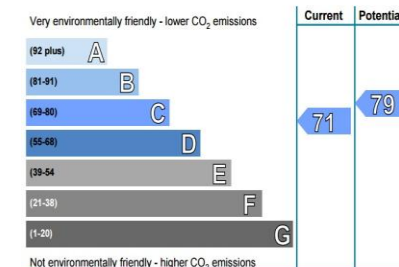 Very environmentally friendly - lower CO2 emissions
Current
Potentia
(92 plus) A
(81-91) B
(69-80) C
(55-68) D
(39-54 E
(21-38) F
(1-20) G
71
79
Not environmentally friendly - higher CO2 emissions